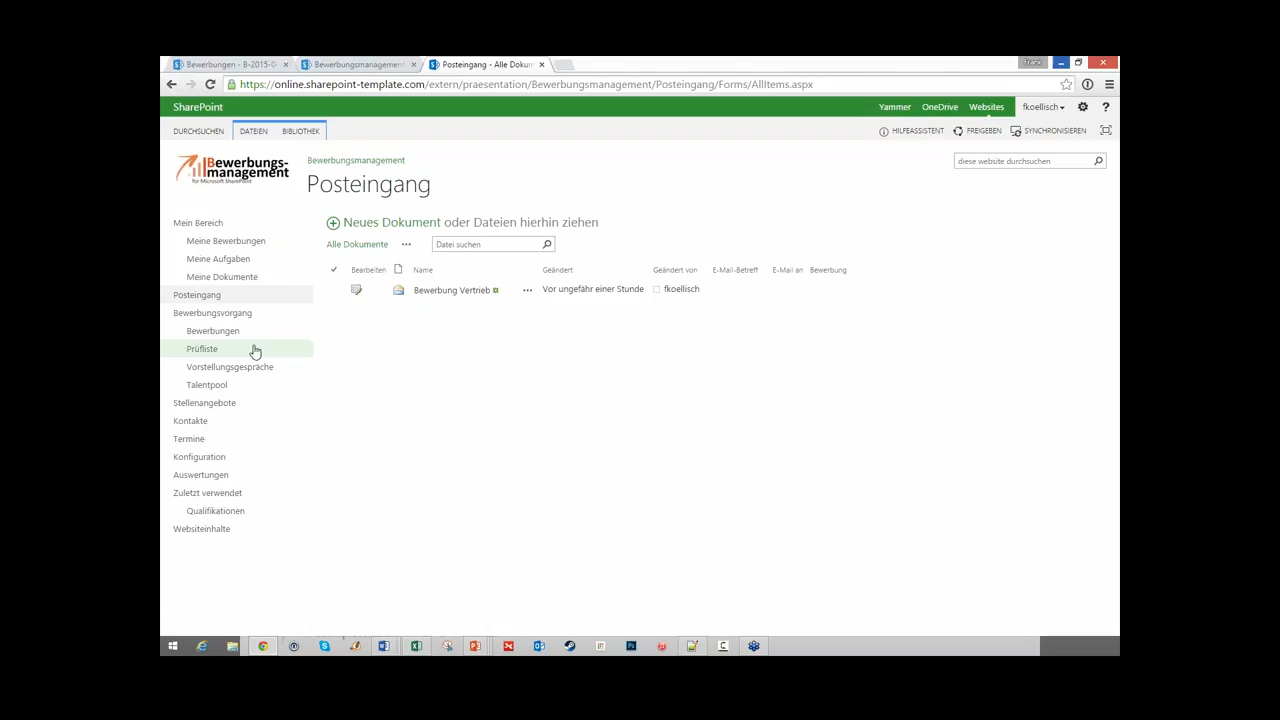 Bewerbungen - B-2015-0
Bewerbungsmanagement
Posteingang - Alle Dokum
Frank
https://online.sharepoint-template.com/extern/praesentation/Bewerbungsmanagement/Posteingang/Forms/AllItems.aspx
SharePoint
Yammer OneDrive Websites fkoellisch ?
DURCHSUCHEN DATEIEN BIBLIOTHEK
HILFEASSISTENT FREIGEBEN SYNCHRONISIEREN
Bewerbungs-
management
for Microsoft SharePoint
Bewerbungsmanagement
Posteingang
diese website durchsuchen
Mein Bereich
Meine Bewerbungen
Meine Aufgaben
Meine Dokumente
Posteingang
Bewerbungsvorgang
Bewerbungen
Prüfliste
Vorstellungsgespräche
Talentpool
Stellenangebote
Kontakte
Termine
Konfiguration
Auswertungen
Zuletzt verwendet
Qualifikationen
Websiteinhalte
Neues Dokument oder Dateien hierhin ziehen
Alle Dokumente ... Datei suchen
Bearbeiten Name Geändert Geändert von E-Mail-Betreff E-Mail an Bewerbung
Bewerbung Vertrieb ... Vor ungefähr einer Stunde fkoellisch